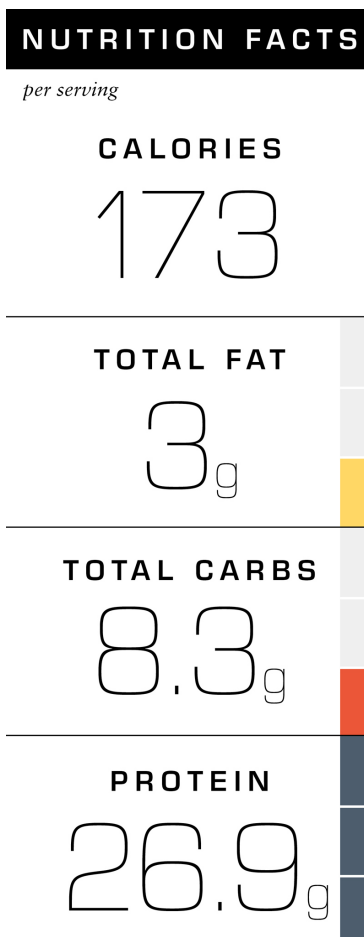 NUTRITION FACTS
per serving
CALORIES
173
TOTAL FAT
3g
TOTAL CARBS
8.3g
PROTEIN
26.9g